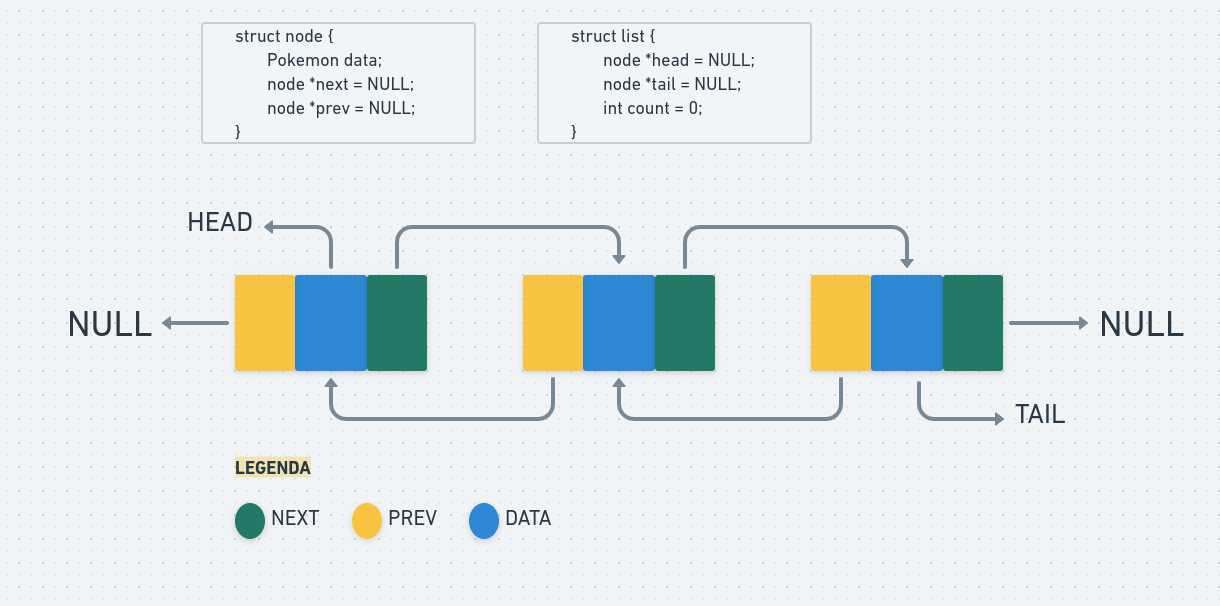 struct node {
Pokemon data;
node *next = NULL;
node *prev = NULL;
}
struct list {
node *head = NULL;
node *tail = NULL;
int count = 0;
}
HEAD
NULL
NULL
TAIL
LEGENDA
NEXT
PREV
DATA